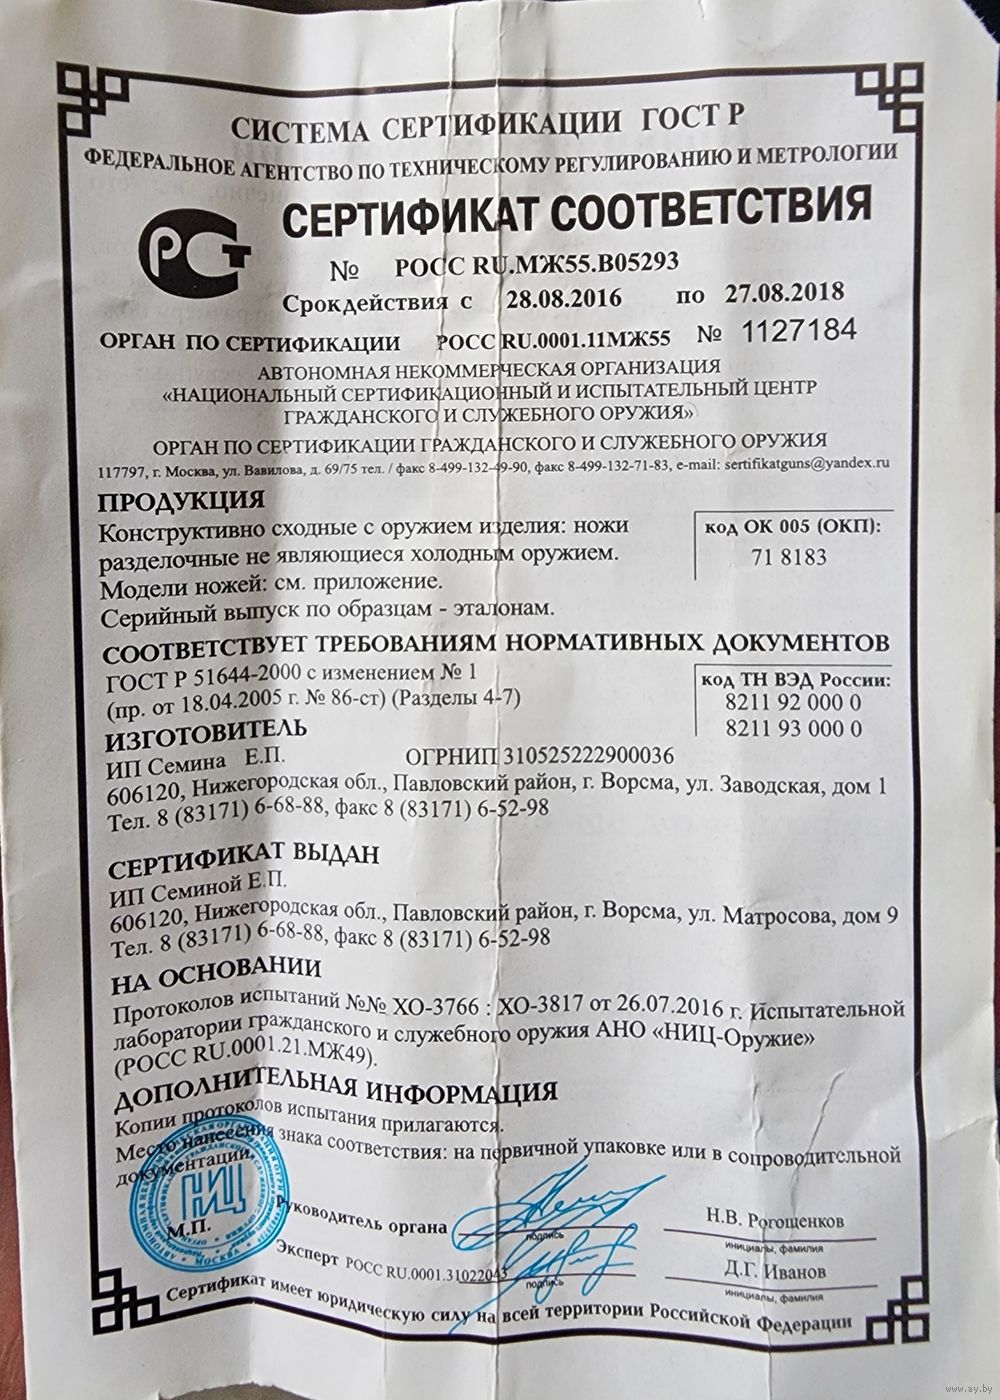 СИСТЕМА СЕРТИФИКАЦИИ ГОСТ Р
ФЕДЕРАЛЬНОЕ АГЕНТСТВО ПО ТЕХНИЧЕСКОМУ РЕГУЛИРОВАНИЮ И МЕТРОЛОГИИ
СЕРТИФИКАТ СООТВЕТСТВИЯ
РСТ
№ РОСС RU.МЖ55.В05293
Срок действия с 28.08.2016 по 27.08.2018
ОРГАН ПО СЕРТИФИКАЦИИ РОСС RU.0001.11МЖ55 № 1127184
АВТОНОМНАЯ НЕКОММЕРЧЕСКАЯ ОРГАНИЗАЦИЯ
«НАЦИОНАЛЬНЫЙ СЕРТИФИКАЦИОННЫЙ И ИСПЫТАТЕЛЬНЫЙ ЦЕНТР
ГРАЖДАНСКОГО И СЛУЖЕБНОГО ОРУЖИЯ»
ОРГАН ПО СЕРТИФИКАЦИИ ГРАЖДАНСКОГО И СЛУЖЕБНОГО ОРУЖИЯ
117797, г. Москва, ул. Вавилова, д. 69/75 тел. / факс 8-499-132-49-90, факс 8-499-132-71-83, e-mail: sertifikatguns@yandex.ru
ПРОДУКЦИЯ
Конструктивно сходные с оружием изделия: ножи
разделочные не являющиеся холодным оружием.
Модели ножей: см. приложение.
Серийный выпуск по образцам - эталонам.
код ОК 005 (ОКП):
71 8183
СООТВЕТСТВУЕТ ТРЕБОВАНИЯМ НОРМАТИВНЫХ ДОКУМЕНТОВ
ГОСТ Р 51644-2000 с изменением № 1
(пр. от 18.04.2005 г. № 86-ст) (Разделы 4-7)
код ТН ВЭД России:
8211 92 000 0
8211 93 000 0
ИЗГОТОВИТЕЛЬ
ИП Семина Е.П. ОГРНИП 310525222900036
606120, Нижегородская обл., Павловский район, г. Ворсма, ул. Заводская, дом 1
Тел. 8 (83171) 6-68-88, факс 8 (83171) 6-52-98
СЕРТИФИКАТ ВЫДАН
ИП Семиной Е.П.
606120, Нижегородская обл., Павловский район, г. Ворсма, ул. Матросова, дом 9
Тел. 8 (83171) 6-68-88, факс 8 (83171) 6-52-98
НА ОСНОВАНИИ
Протоколов испытаний №№ ХО-3766 : ХО-3817 от 26.07.2016 г. Испытательной
лаборатории гражданского и служебного оружия АНО «НИЦ-Оружие»
(РОСС RU.0001.21.МЖ49).
ДОПОЛНИТЕЛЬНАЯ ИНФОРМАЦИЯ
Копии протоколов испытания прилагаются.
Место нанесения знака соответствия: на первичной упаковке или в сопроводительной
документации.
НИЦ
М.П.
МОСКВА
Руководитель органа
подпись
Н.В. Рогощенков
инициалы, фамилия
Эксперт РОСС RU.0001.31022043
подпись
Д.Г. Иванов
инициалы, фамилия
Сертификат имеет юридическую силу на всей территории Российской Федерации
www.ay.by